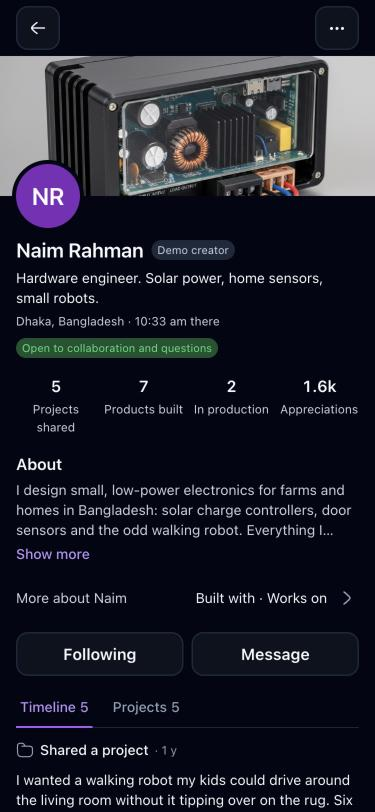 NR
Naim Rahman Demo creator
Hardware engineer. Solar power, home sensors,
small robots.
Dhaka, Bangladesh · 10:33 am there
Open to collaboration and questions
5 7 2 1.6k
Projects shared Products built In production Appreciations
About
I design small, low-power electronics for farms and
homes in Bangladesh: solar charge controllers, door
sensors and the odd walking robot. Everything I...
Show more
More about Naim Built with · Works on
Following Message
Timeline 5 Projects 5
Shared a project · 1 y
I wanted a walking robot my kids could drive around
the living room without it tipping over on the rug. Six